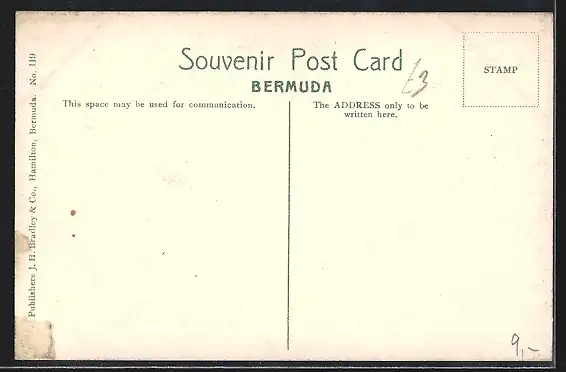 Souvenir Post Card
BERMUDA
£3
STAMP
This space may be used for communication.
The ADDRESS only to be
written here.
Publishers J. H. Bradley & Co., Hamilton, Bermuda. No. 119
9,-